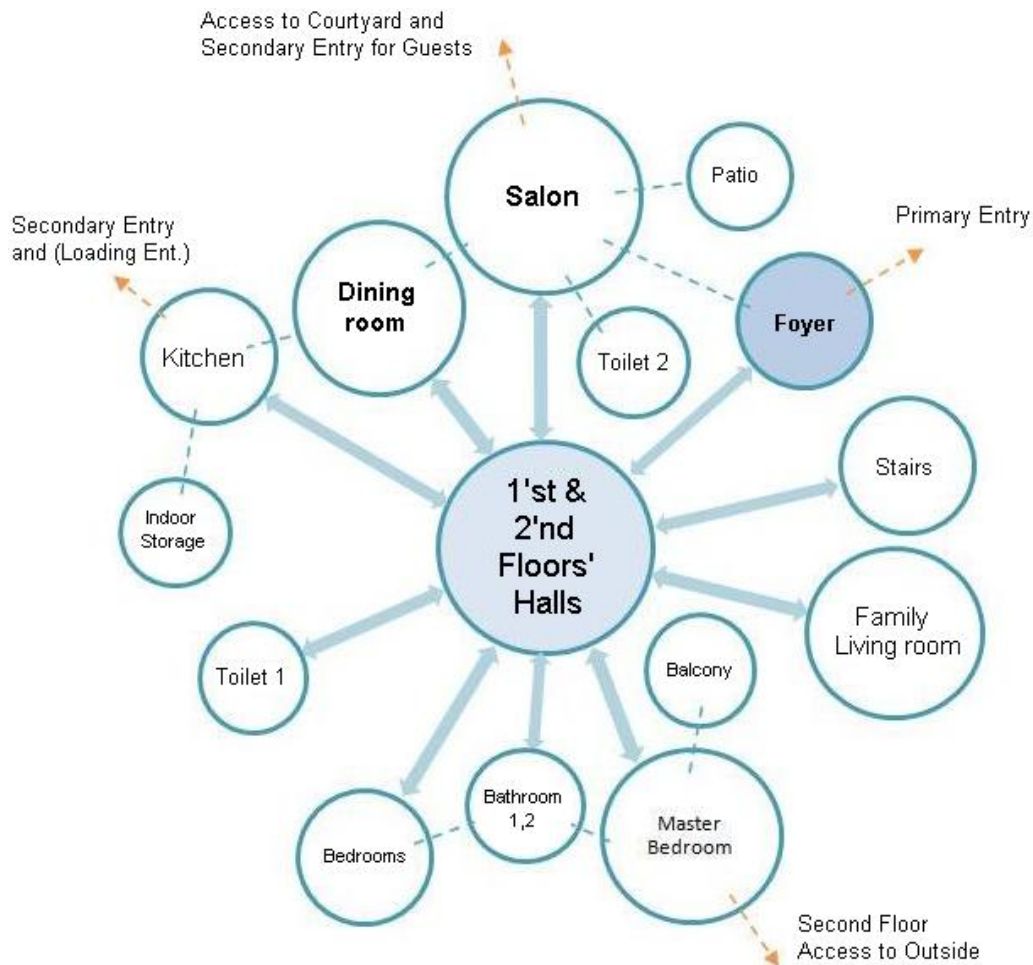 Access to Courtyard and
Secondary Entry for Guests
Salon
Patio
Primary Entry
Secondary Entry
and (Loading Ent.)
Dining
room
Foyer
Kitchen
Toilet 2
Stairs
1'st &
2'nd
Floors'
Halls
Indoor
Storage
Family
Living room
Toilet 1
Balcony
Bathroom
1,2
Master
Bedroom
Bedrooms
Second Floor
Access to Outside